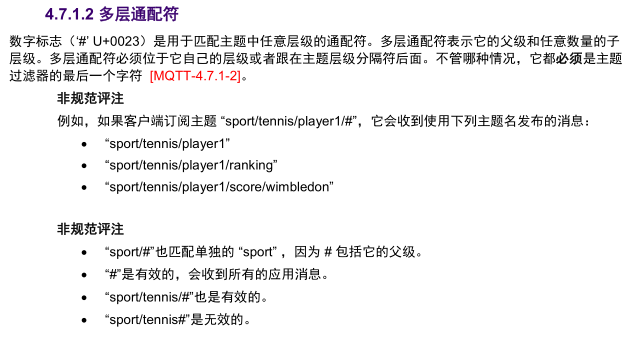 4.7.1.2 多层通配符
数字标志（‘#’ U+0023）是用于匹配主题中任意层级的通配符。多层通配符表示它的父级和任意数量的子
层级。多层通配符必须位于它自己的层级或者跟在主题层级分隔符后面。不管哪种情况，它都必须是主题
过滤器的最后一个字符 [MQTT-4.7.1-2]。
非规范评注
例如，如果客户端订阅主题 “sport/tennis/player1/#”，它会收到使用下列主题名发布的消息：
• “sport/tennis/player1”
• “sport/tennis/player1/ranking”
• “sport/tennis/player1/score/wimbledon”
非规范评注
• “sport/#”也匹配单独的 “sport” ，因为 # 包括它的父级。
• “#”是有效的，会收到所有的应用消息。
• “sport/tennis/#”也是有效的。
• “sport/tennis#”是无效的。